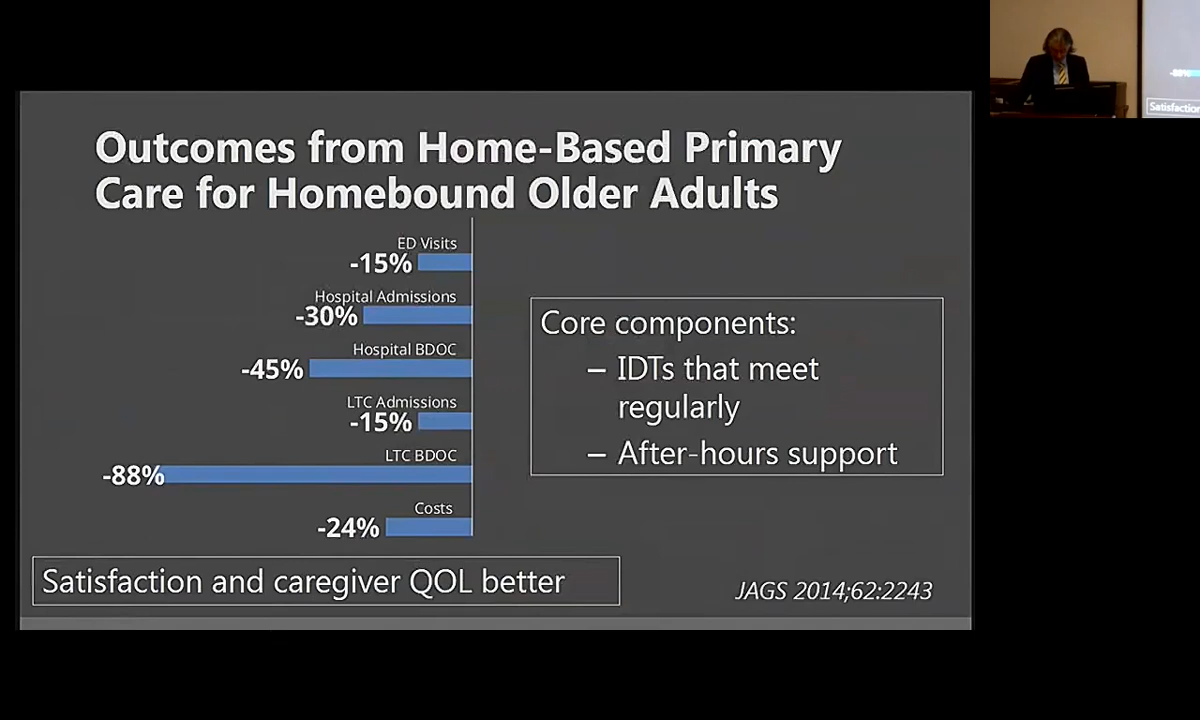 Outcomes from Home-Based Primary
Care for Homebound Older Adults
ED Visits
-15%
Hospital Admissions
-30%
Hospital BDOC
-45%
LTC Admissions
-15%
LTC BDOC
-88%
Costs
-24%
Core components:
– IDTs that meet
regularly
– After-hours support
Satisfaction and caregiver QOL better
JAGS 2014;62:2243
-88%
Satisfaction